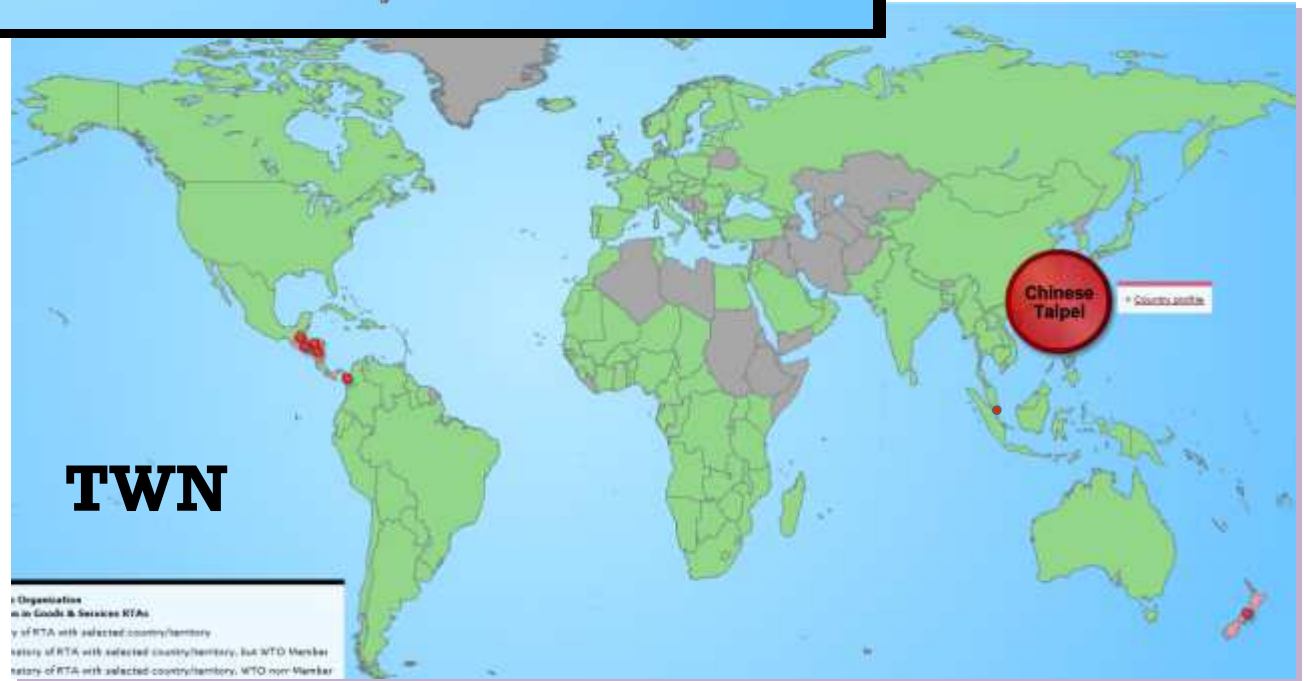 Chinese
Taipei
Country profile
TWN
Organization
in Goods & Services RTAs
of RTA with selected country/territory
natory of RTA with selected country/territory, but WTO Member
natory of RTA with selected country/territory, WTO non-Member